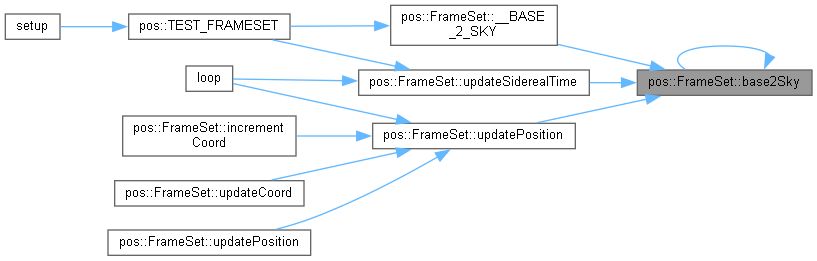 setup
pos::TEST_FRAMESET
pos::FrameSet::__BASE
_2_SKY
loop
pos::FrameSet::updateSiderealTime
pos::FrameSet::base2Sky
pos::FrameSet::increment
Coord
pos::FrameSet::updatePosition
pos::FrameSet::updateCoord
pos::FrameSet::updatePosition